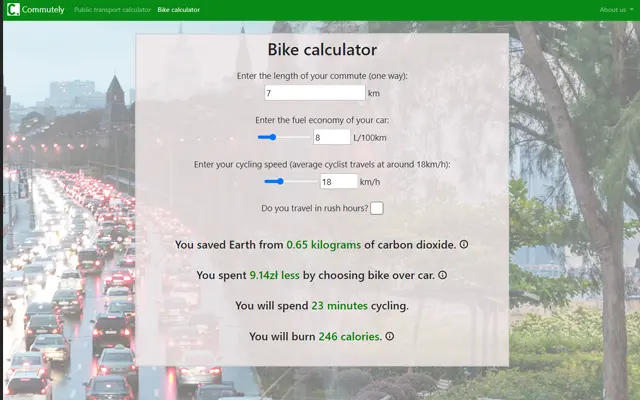 C. Commutely Public transport calculator Bike calculator About us
Bike calculator
Enter the length of your commute (one way):
7 km
Enter the fuel economy of your car:
8 L/100km
Enter your cycling speed (average cyclist travels at around 18km/h):
18 km/h
Do you travel in rush hours?
You saved Earth from 0.65 kilograms of carbon dioxide.
You spent 9.14zł less by choosing bike over car.
You will spend 23 minutes cycling.
You will burn 246 calories.